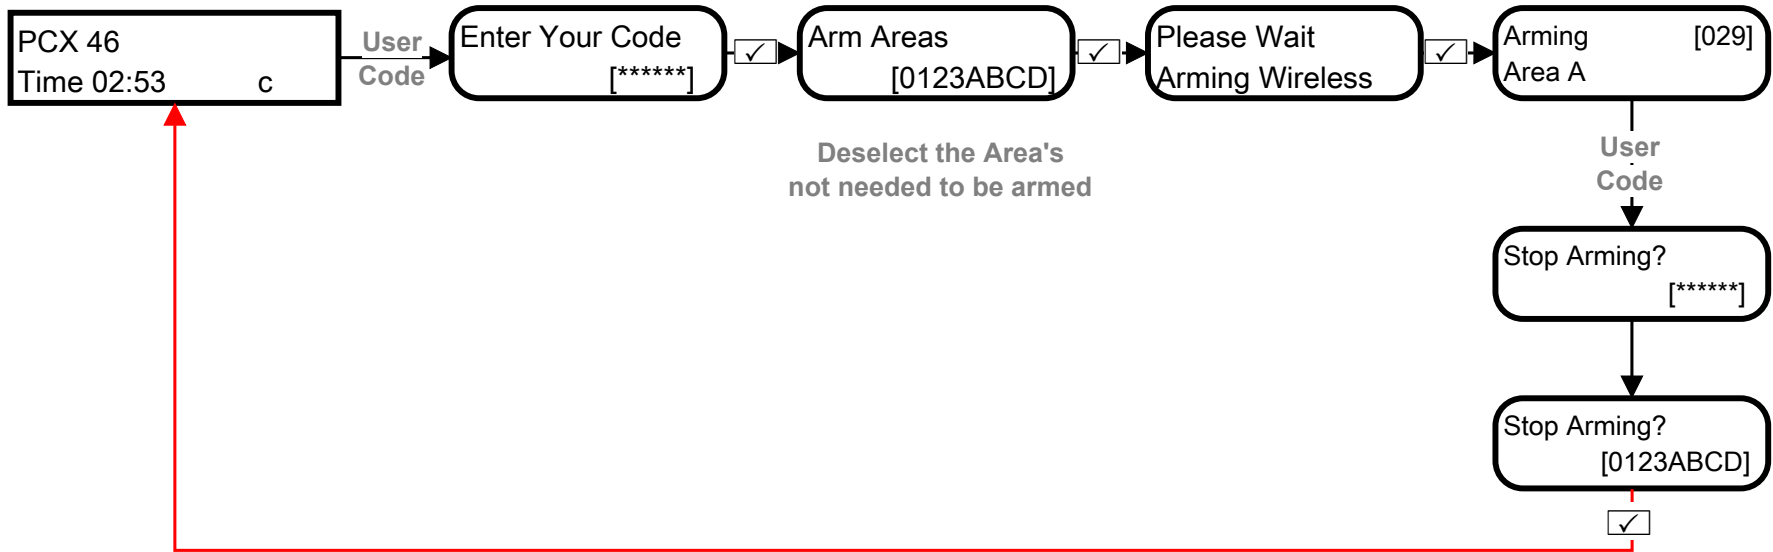 PCX 46
Time 02:53 c
User
Code
Enter Your Code
[******]
✓
Arm Areas
[0123ABCD]
✓
Please Wait
Arming Wireless
✓
Arming [029]
Area A
Deselect the Area's
not needed to be armed
User
Code
Stop Arming?
[******]
Stop Arming?
[0123ABCD]
✓